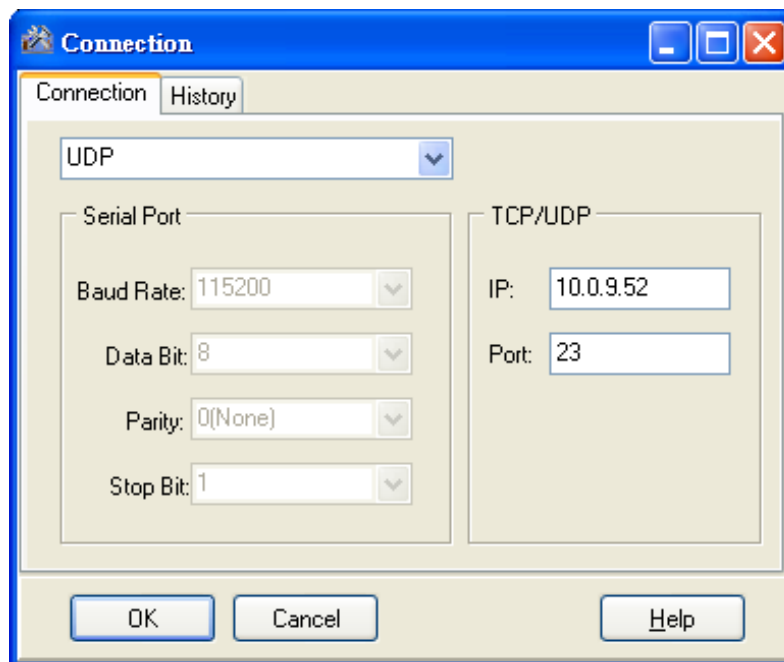 Connection
Connection History
UDP
Serial Port
Baud Rate: 115200
Data Bit: 8
Parity: 0(None)
Stop Bit: 1
TCP/UDP
IP: 10.0.9.52
Port: 23
OK Cancel Help